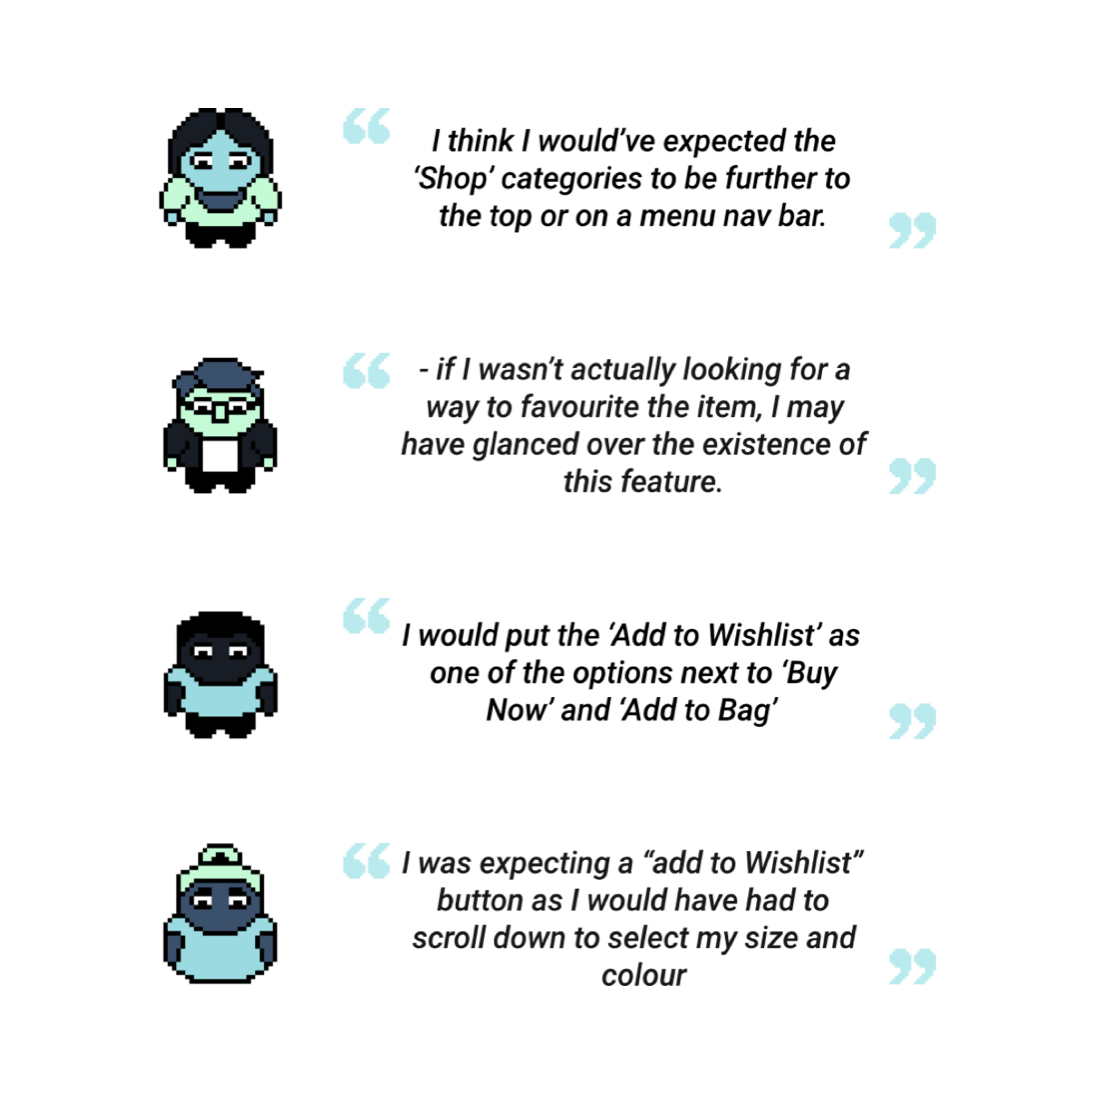 “ I think I would’ve expected the
‘Shop’ categories to be further to
the top or on a menu nav bar. ”
“ - if I wasn’t actually looking for a
way to favourite the item, I may
have glanced over the existence of
this feature. ”
“ I would put the ‘Add to Wishlist’ as
one of the options next to ‘Buy
Now’ and ‘Add to Bag’ ”
“ I was expecting a “add to Wishlist”
button as I would have had to
scroll down to select my size and
colour ”